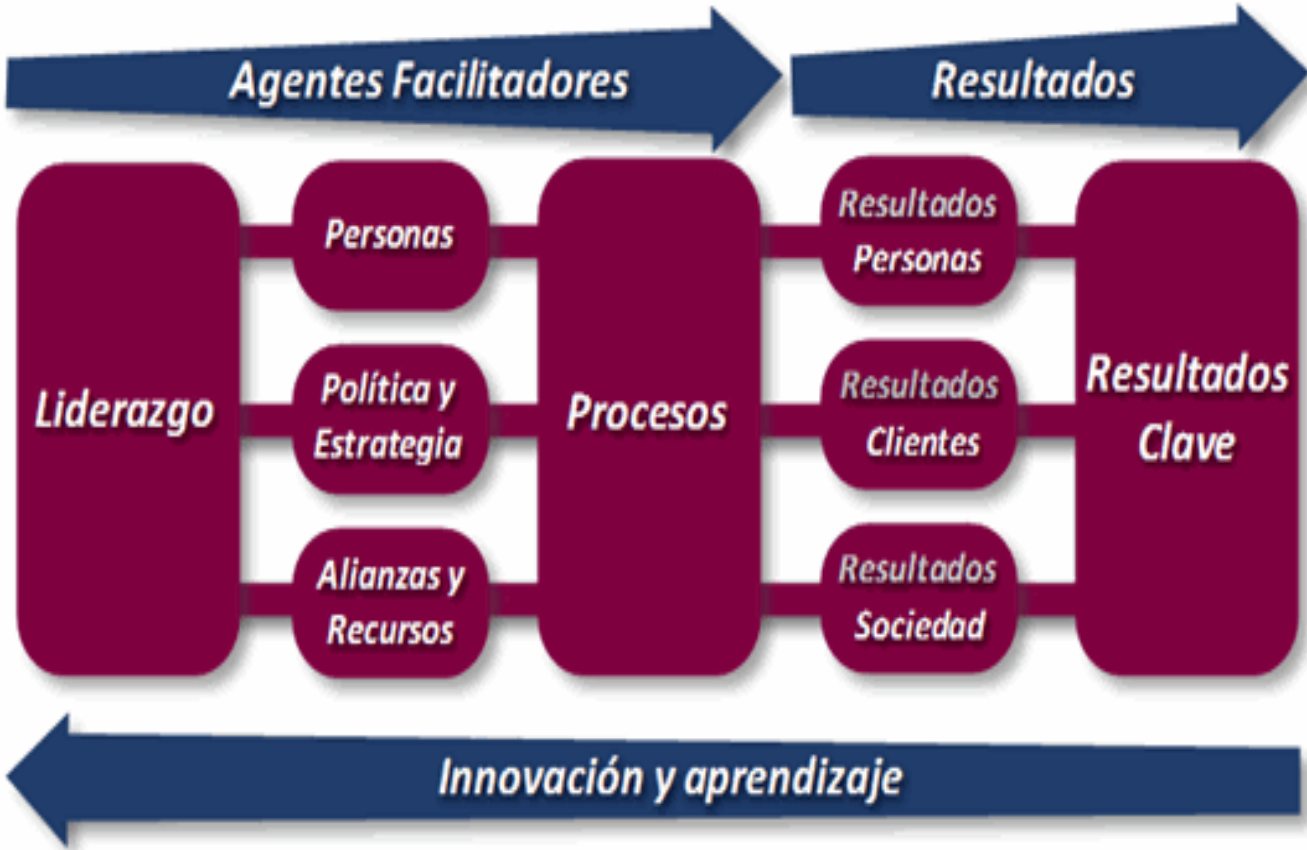 Agentes Facilitadores
Resultados
Liderazgo
Personas
Política y
Estrategia
Alianzas y
Recursos
Procesos
Resultados
Personas
Resultados
Clientes
Resultados
Sociedad
Resultados
Clave
Innovación y aprendizaje